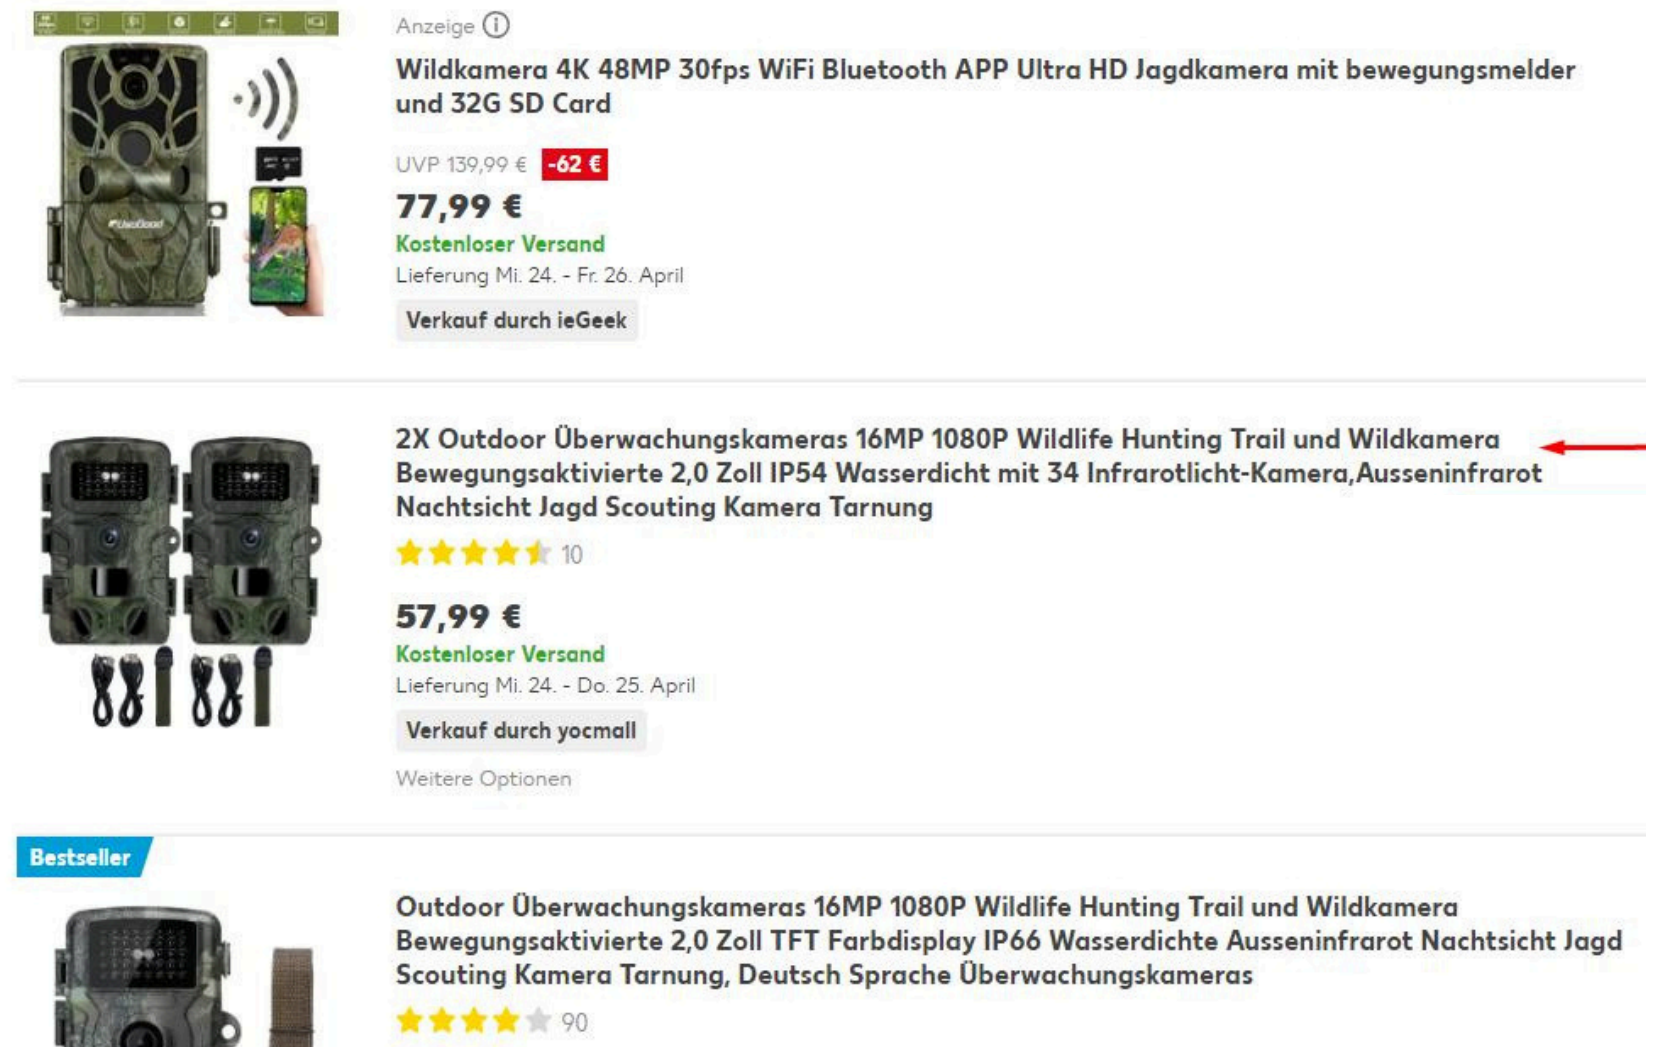 Anzeige
Wildkamera 4K 48MP 30fps WiFi Bluetooth APP Ultra HD Jagdkamera mit bewegungsmelder
und 32G SD Card
UVP 139,99 € -62 €
77,99 €
Kostenloser Versand
Lieferung Mi. 24. - Fr. 26. April
Verkauf durch ieGeek
2X Outdoor Überwachungskameras 16MP 1080P Wildlife Hunting Trail und Wildkamera
Bewegungsaktivierte 2,0 Zoll IP54 Wasserdicht mit 34 Infrarotlicht-Kamera,Ausseninfrarot
Nachtsicht Jagd Scouting Kamera Tarnung
10
57,99 €
Kostenloser Versand
Lieferung Mi. 24. - Do. 25. April
Verkauf durch yocmall
Weitere Optionen
Bestseller
Outdoor Überwachungskameras 16MP 1080P Wildlife Hunting Trail und Wildkamera
Bewegungsaktivierte 2,0 Zoll TFT Farbdisplay IP66 Wasserdichte Ausseninfrarot Nachtsicht Jagd
Scouting Kamera Tarnung, Deutsch Sprache Überwachungskameras
90